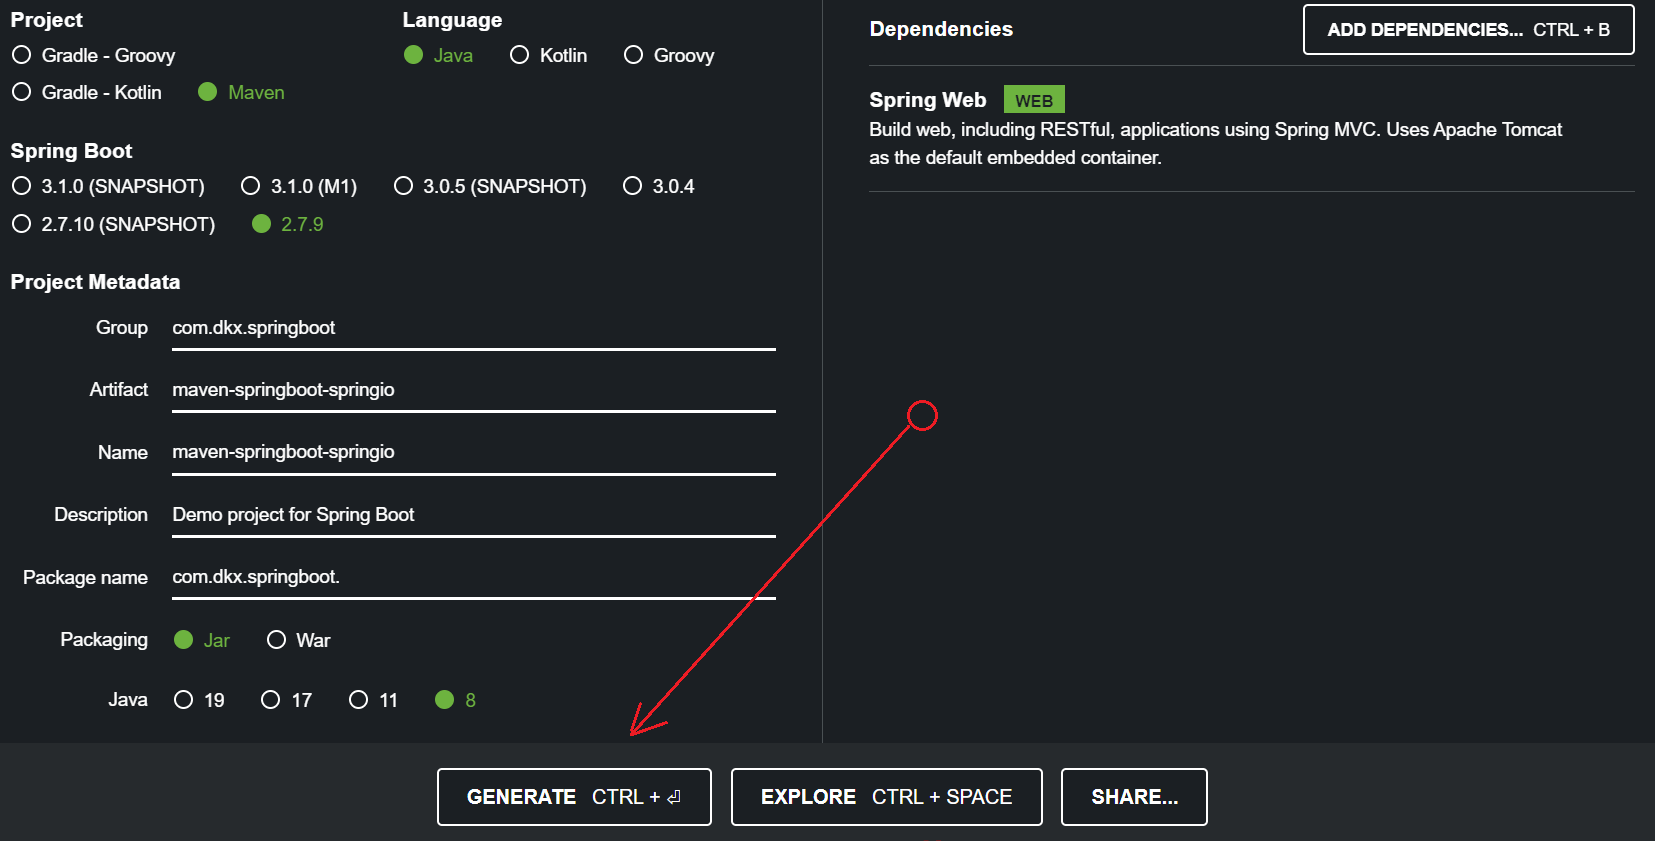 Project
Gradle - Groovy
Gradle - Kotlin Maven
Language
Java Kotlin Groovy
Spring Boot
3.1.0 (SNAPSHOT) 3.1.0 (M1) 3.0.5 (SNAPSHOT) 3.0.4
2.7.10 (SNAPSHOT) 2.7.9
Project Metadata
Group com.dkx.springboot
Artifact maven-springboot-springio
Name maven-springboot-springio
Description Demo project for Spring Boot
Package name com.dkx.springboot.
Packaging Jar War
Java 19 17 11 8
Dependencies ADD DEPENDENCIES... CTRL + B
Spring Web WEB
Build web, including RESTful, applications using Spring MVC. Uses Apache Tomcat
as the default embedded container.
GENERATE CTRL + ⏎ EXPLORE CTRL + SPACE SHARE...